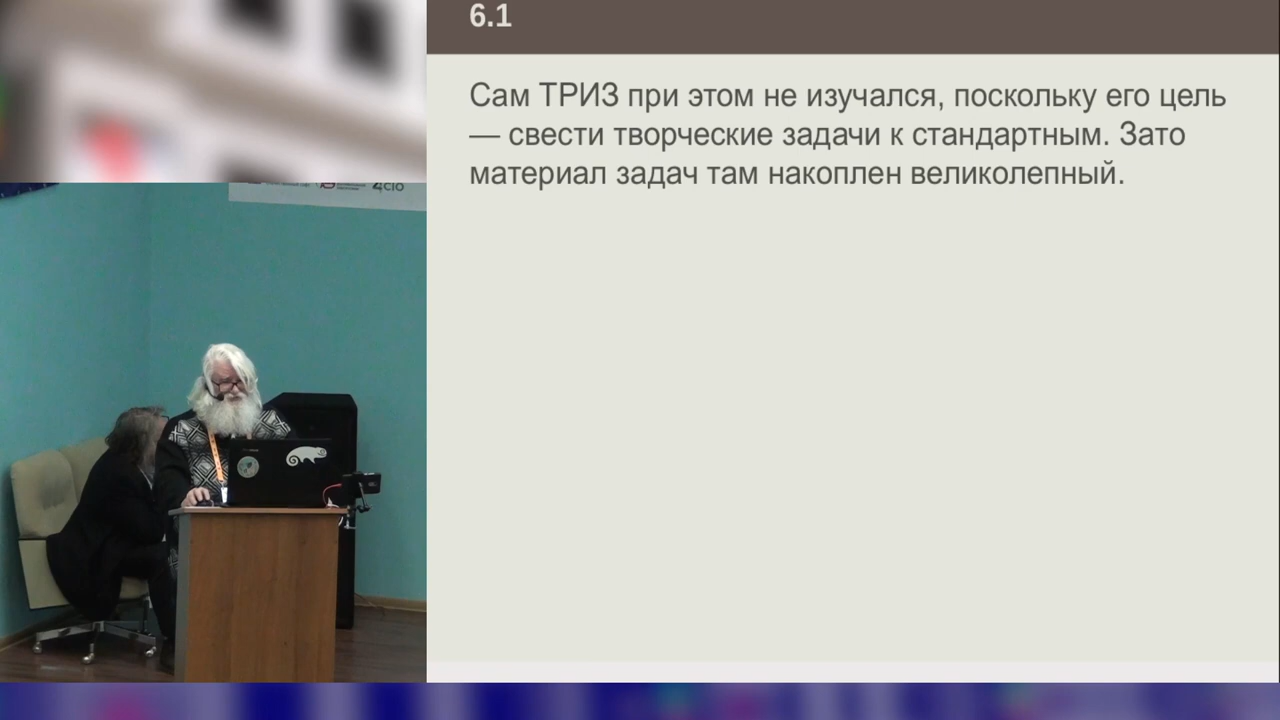 6.1
Сам ТРИЗ при этом не изучался, поскольку его цель
— свести творческие задачи к стандартным. Зато
материал задач там накоплен великолепный.